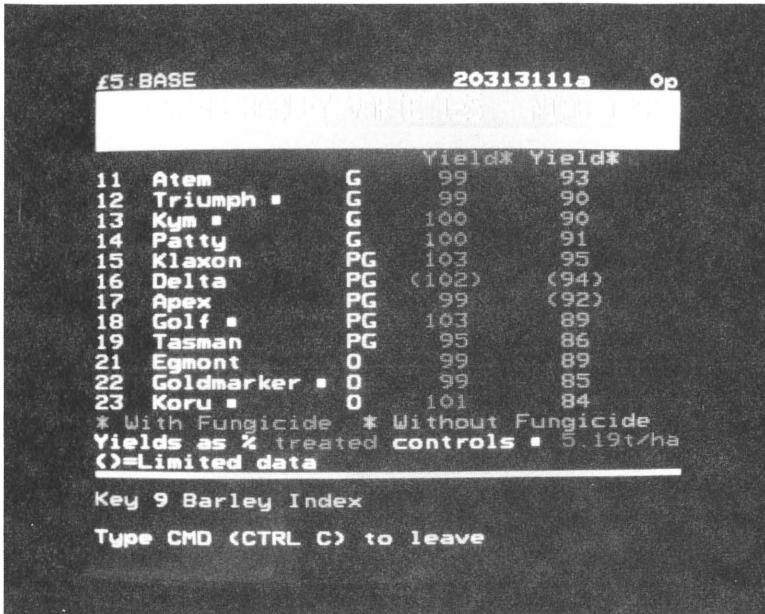 £5:BASE 20313111a 0p
Yield* Yield*
11 Atem G 99 93
12 Triumph ▪ G 99 90
13 Kym ▪ G 100 90
14 Patty G 100 91
15 Klaxon PG 103 95
16 Delta PG (102) (94)
17 Apex PG 99 (92)
18 Golf ▪ PG 103 89
19 Tasman PG 95 86
21 Egmont O 99 89
22 Goldmarker ▪ O 99 85
23 Koru ▪ O 101 84
* With Fungicide * Without Fungicide
Yields as % treated controls ▪ 5.19t/ha
()=Limited data
Key 9 Barley Index
Type CMD (CTRL C) to leave